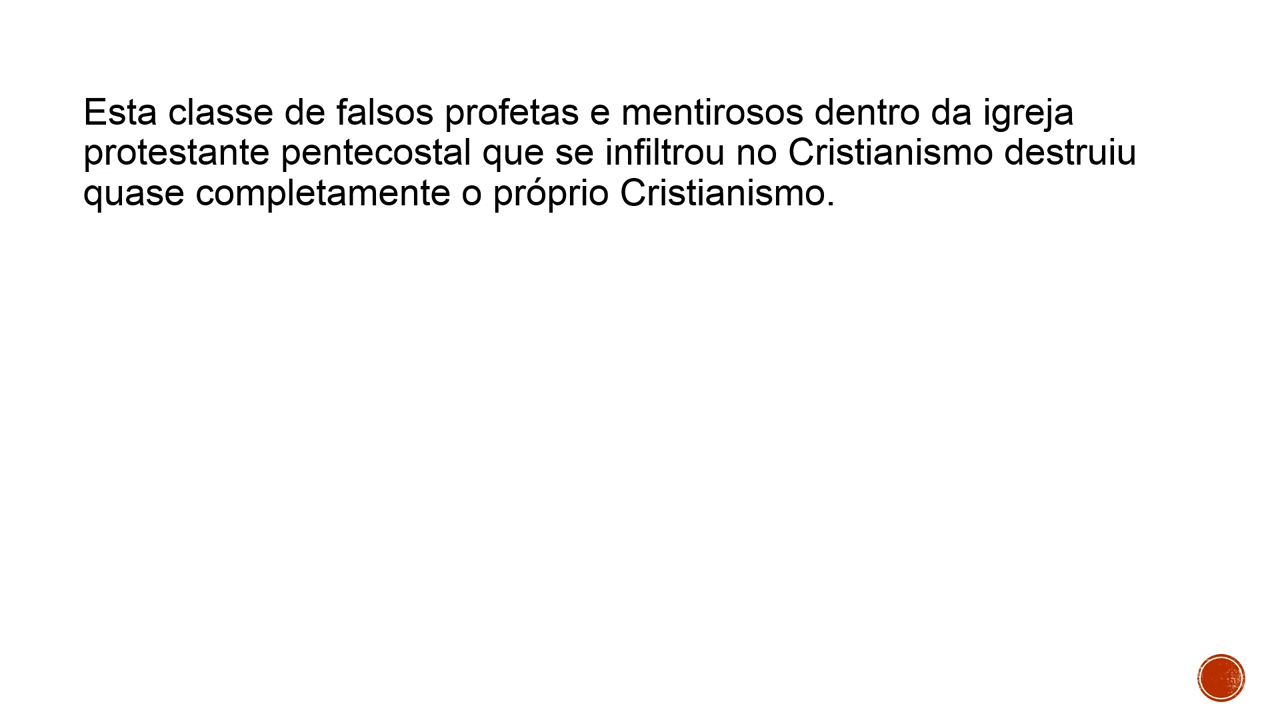 Esta classe de falsos profetas e mentirosos dentro da igreja
protestante pentecostal que se infiltrou no Cristianismo destruiu
quase completamente o próprio Cristianismo.